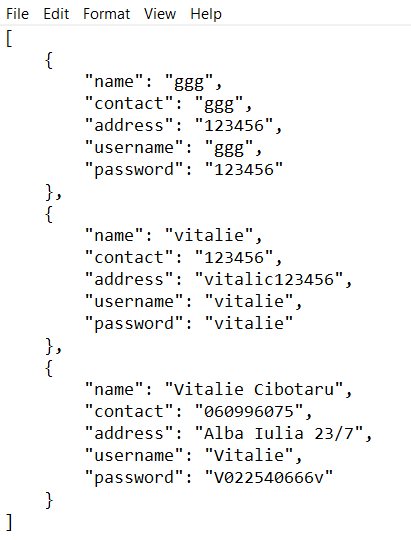 File Edit Format View Help
[
    {
        "name": "ggg",
        "contact": "ggg",
        "address": "123456",
        "username": "ggg",
        "password": "123456"
    },
    {
        "name": "vitalie",
        "contact": "123456",
        "address": "vitalic123456",
        "username": "vitalie",
        "password": "vitalie"
    },
    {
        "name": "Vitalie Cibotaru",
        "contact": "060996075",
        "address": "Alba Iulia 23/7",
        "username": "Vitalie",
        "password": "V022540666v"
    }
]